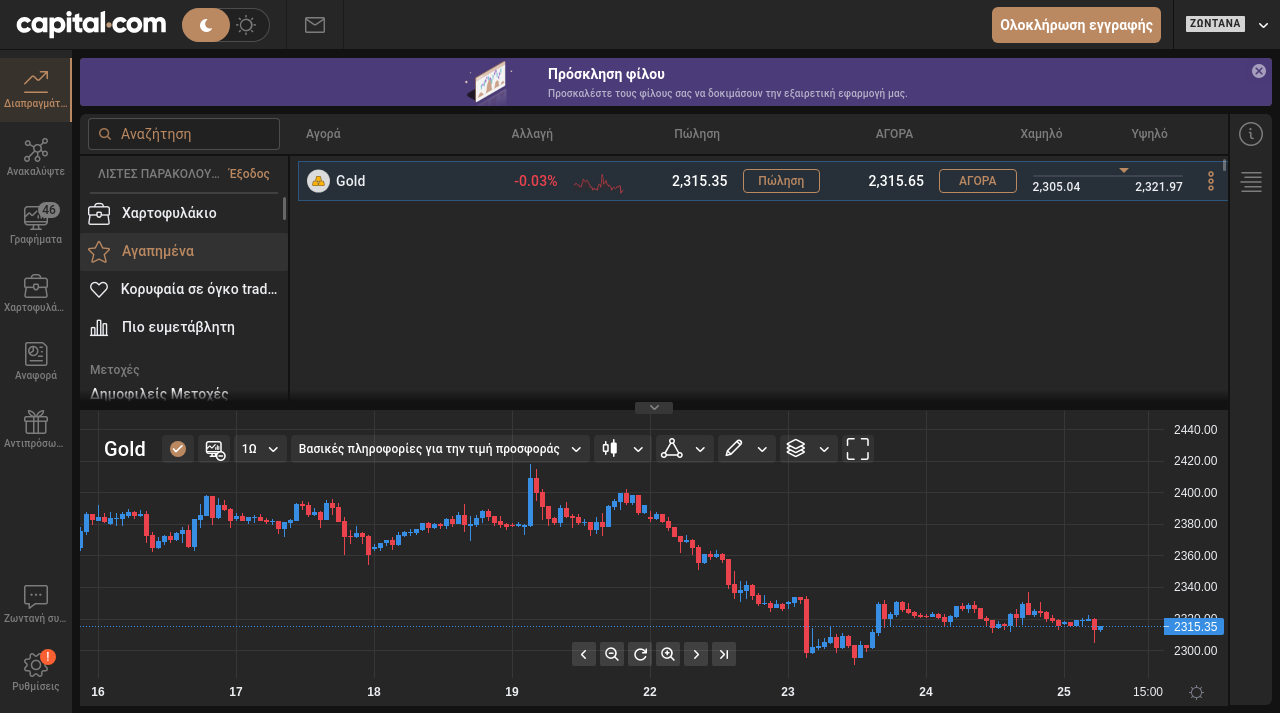 capital.com
Ολοκλήρωση εγγραφής
ΖΩΝΤΑΝΑ
Πρόσκληση φίλου
Προσκαλέστε τους φίλους σας να δοκιμάσουν την εξαιρετική εφαρμογή μας.
Διαπραγμάτ...
Ανακαλύψτε
46
Γραφήματα
Χαρτοφυλά...
Αναφορά
Αντιπρόσω...
Ζωντανή συ...
!
Ρυθμίσεις
Αναζήτηση
ΛΙΣΤΕΣ ΠΑΡΑΚΟΛΟΥ... Έξοδος
Χαρτοφυλάκιο
Αγαπημένα
Κορυφαία σε όγκο trad...
Πιο ευμετάβλητη
Μετοχές
Δημοφιλείς Μετοχές
Αγορά Αλλαγή Πώληση ΑΓΟΡΑ Χαμηλό Υψηλό
Gold -0.03% 2,315.35 Πώληση 2,315.65 ΑΓΟΡΑ 2,305.04 2,321.97
Gold 1Ω Βασικές πληροφορίες για την τιμή προσφοράς
2440.00
2420.00
2400.00
2380.00
2360.00
2340.00
2320.00
2315.35
2300.00
16 17 18 19 22 23 24 25 15:00